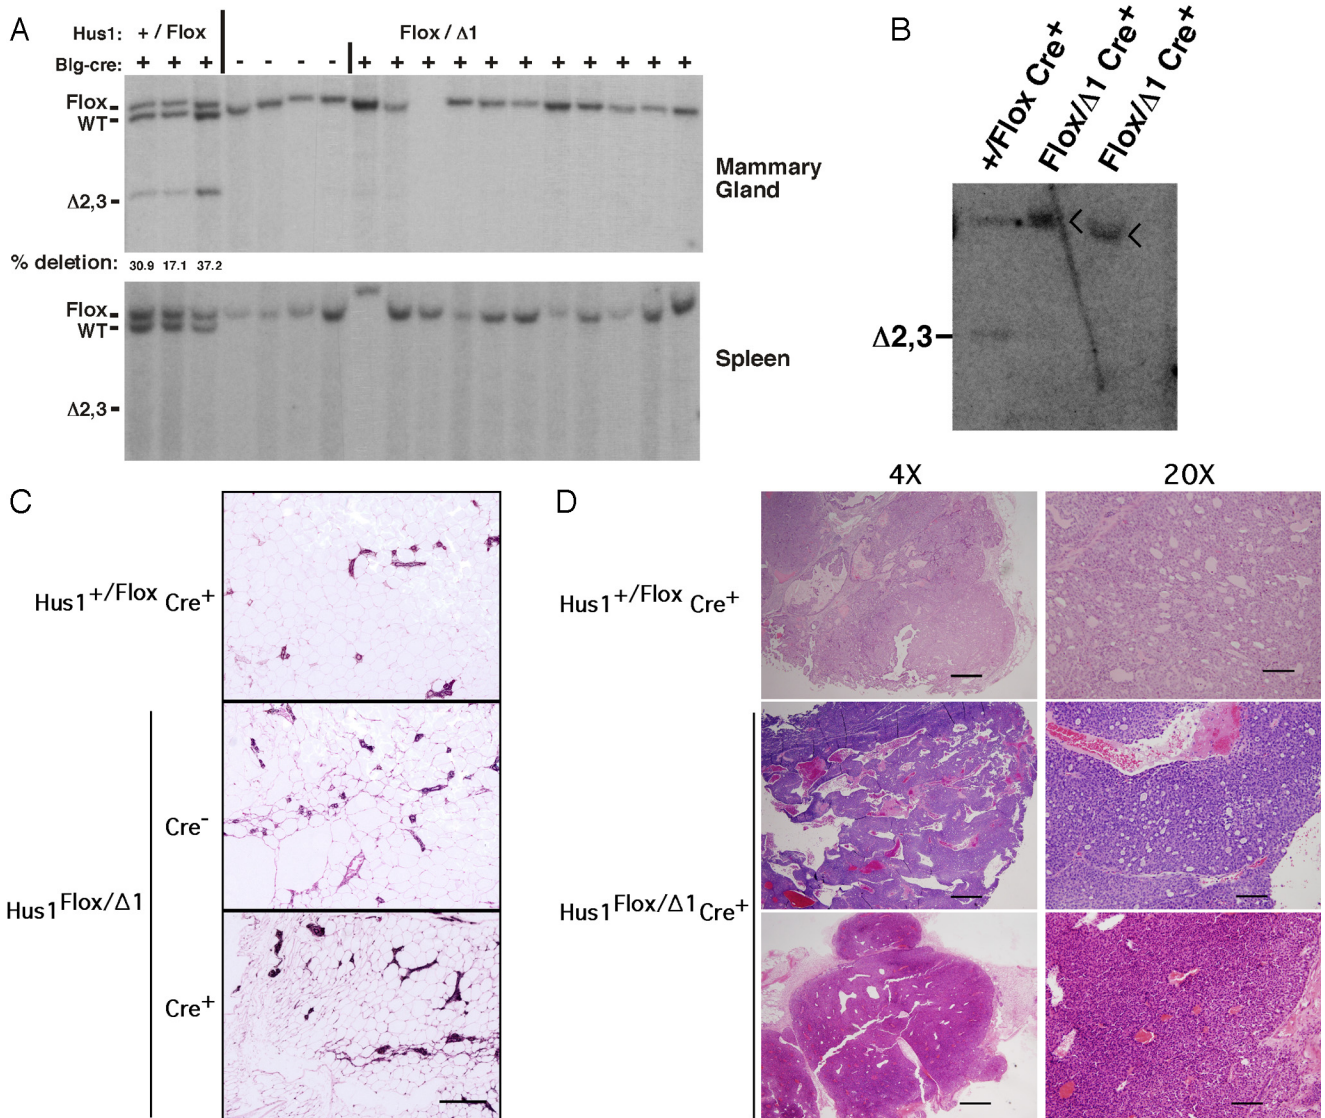 A
Hus1: + / Flox Flox / Δ1
Blg-cre: + + + - - - - + + + + + + + + + + +
Flox
WT
Δ2,3
Mammary
Gland
% deletion: 30.9 17.1 37.2
Flox
WT
Δ2,3
Spleen
B
+/Flox Cre+
Flox/Δ1 Cre+
Flox/Δ1 Cre+
Δ2,3
C
Hus1+/Flox Cre+
Cre-
Hus1Flox/Δ1
Cre+
D
4X 20X
Hus1+/Flox Cre+
Hus1Flox/Δ1 Cre+